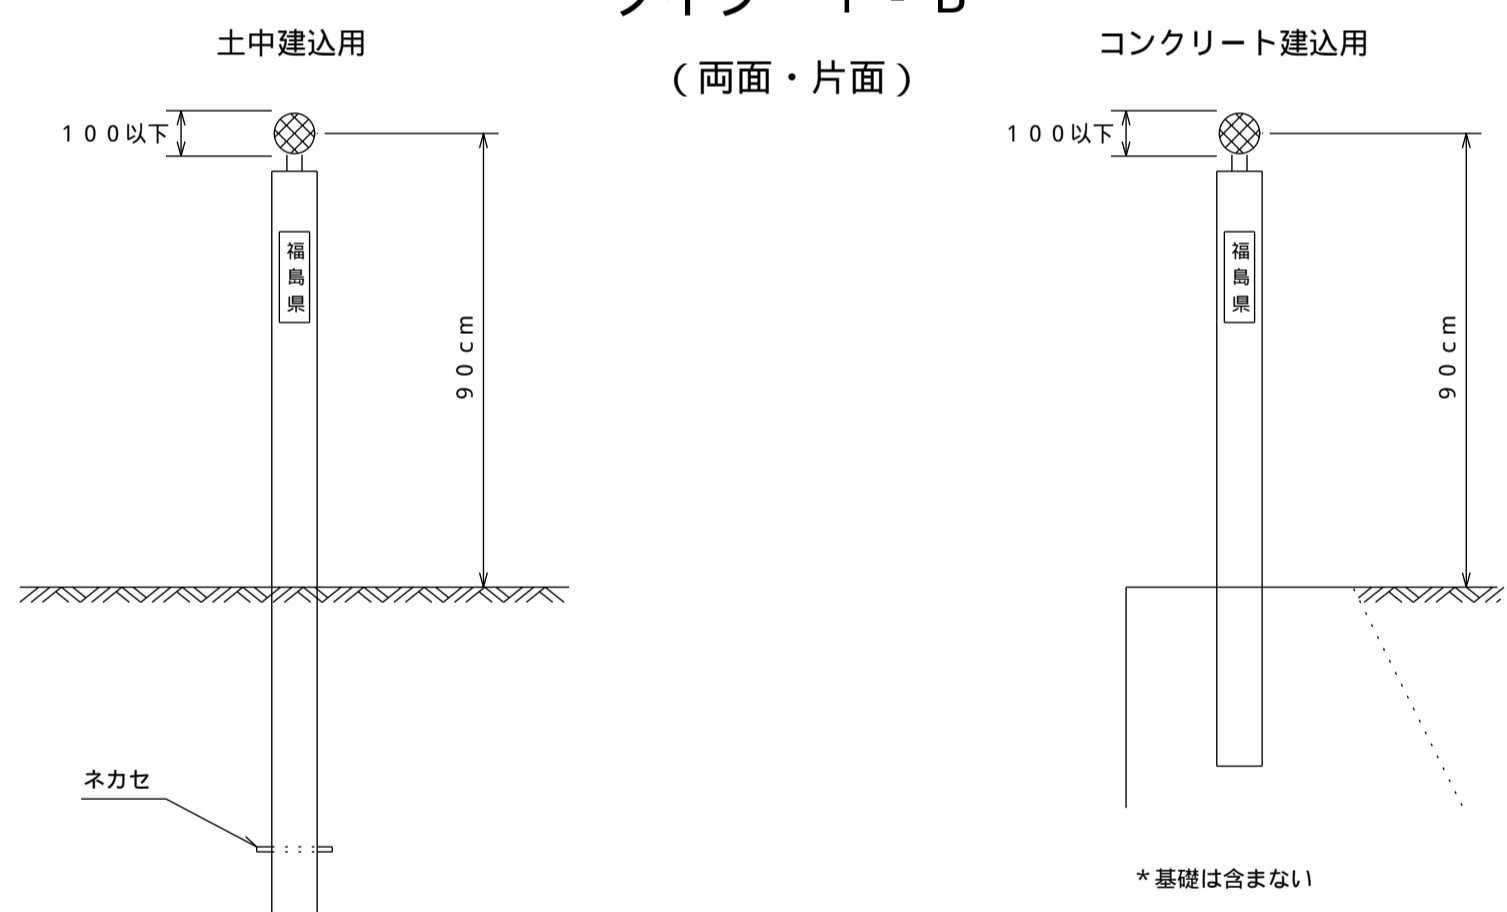 土中建込用
(両面・片面)
コンクリート建込用
100以下
福島県
90cm
ネカセ
100以下
福島県
90cm
*基礎は含まない